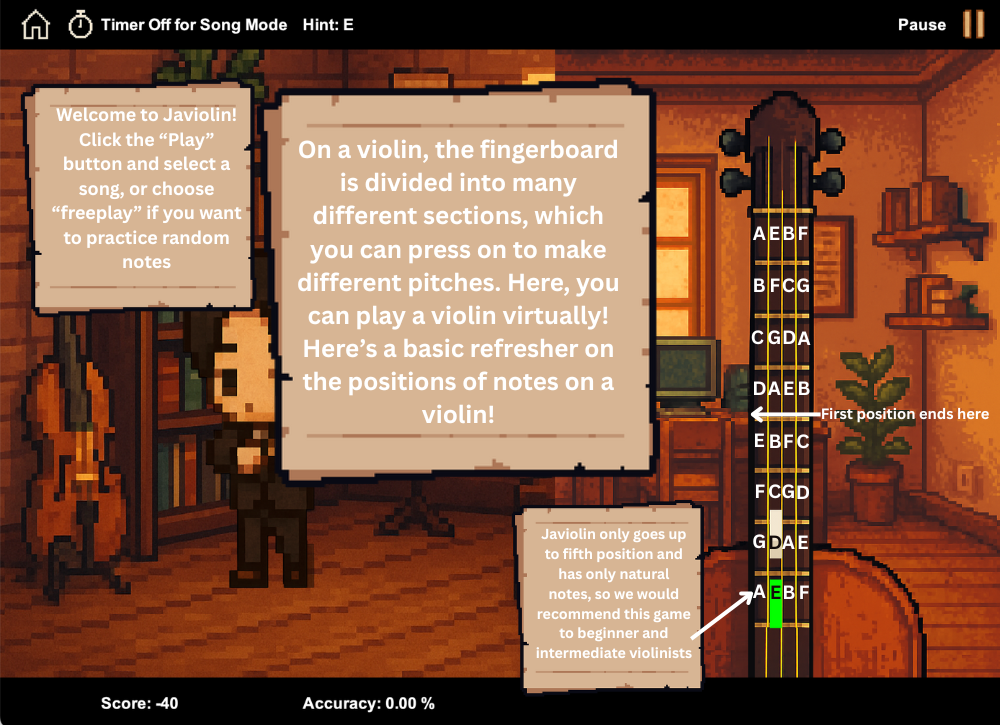 Timer Off for Song Mode Hint: E Pause
Welcome to Javiolin!
Click the “Play”
button and select a
song, or choose
“freeplay” if you want
to practice random
notes
On a violin, the fingerboard
is divided into many
different sections, which
you can press on to make
different pitches. Here, you
can play a violin virtually!
Here’s a basic refresher on
the positions of notes on a
violin!
A E B F
B F C G
C G D A
D A E B
First position ends here
E B F C
F C G D
G D A E
A E B F
Javiolin only goes up
to fifth position and
has only natural
notes, so we would
recommend this game
to beginner and
intermediate violinists
Score: -40 Accuracy: 0.00 %